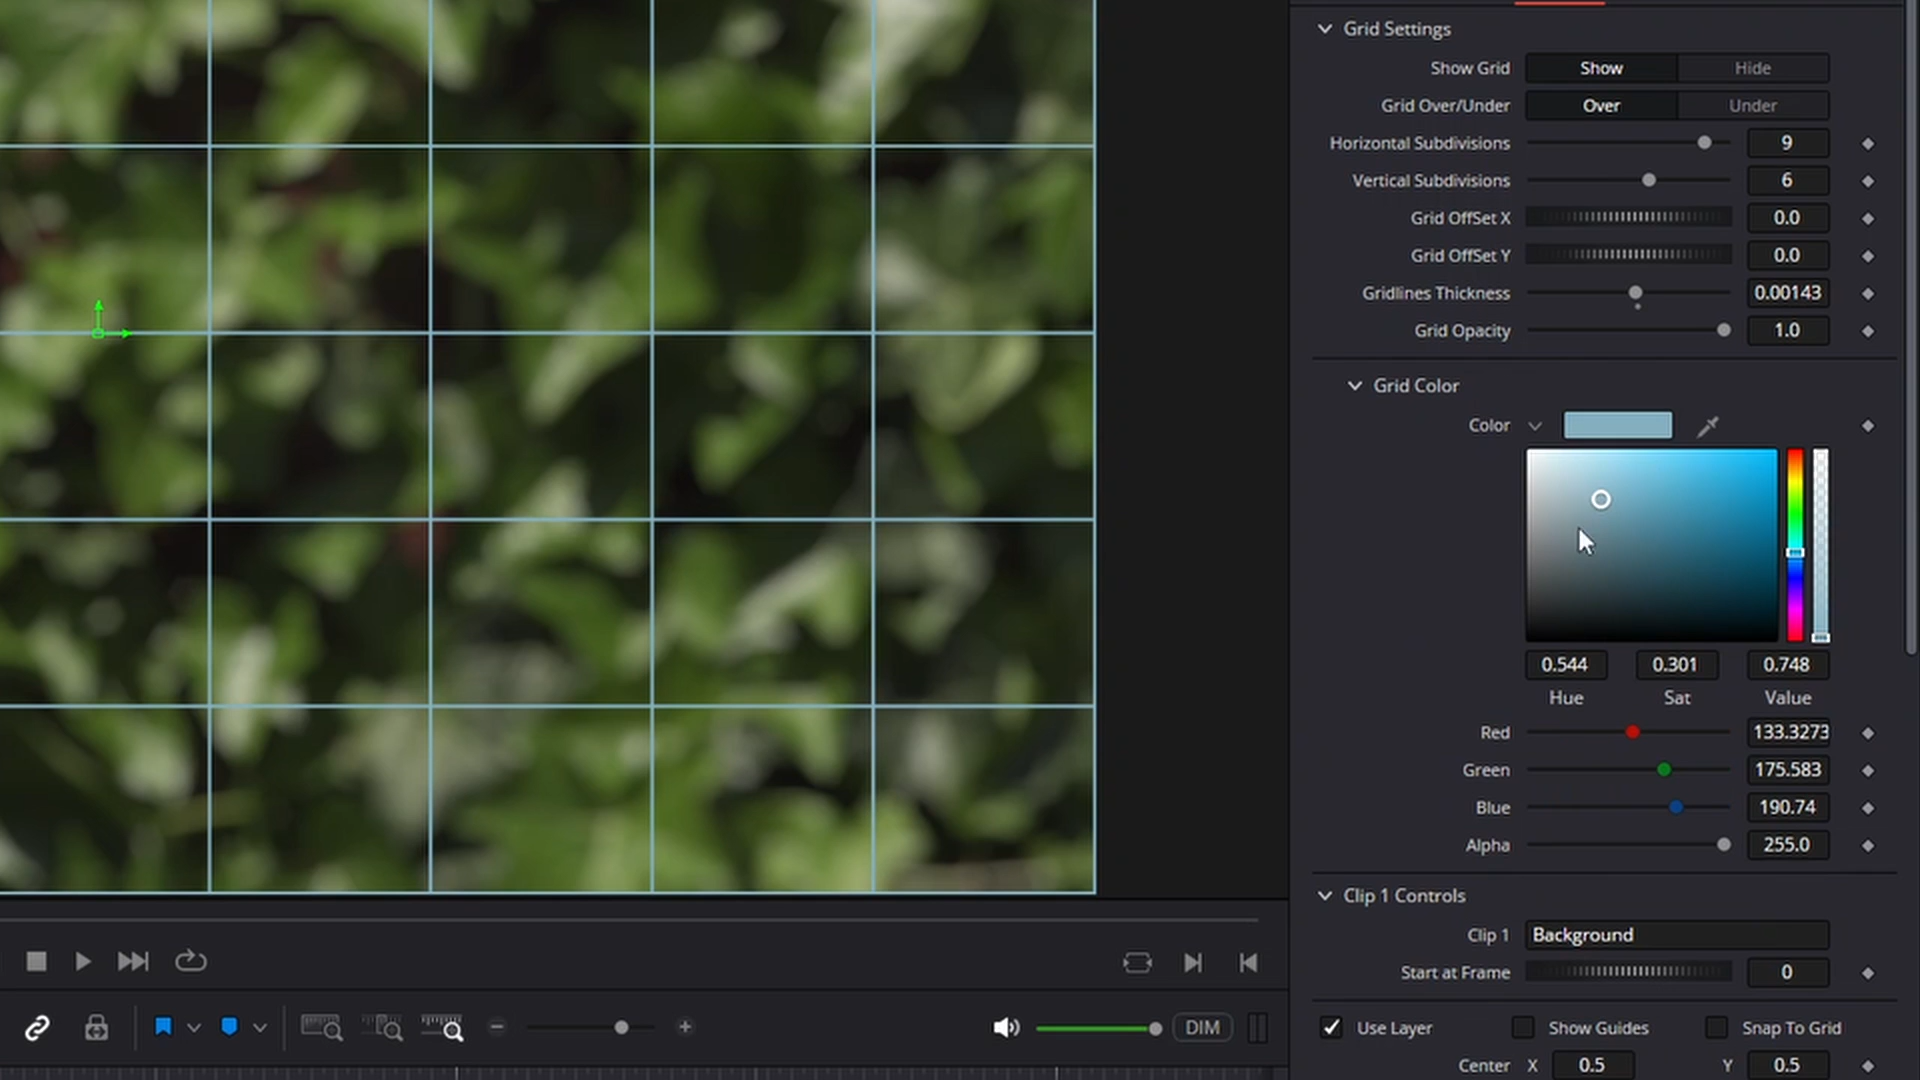 Grid Settings
Show Grid Show Hide
Grid Over/Under Over Under
Horizontal Subdivisions 9
Vertical Subdivisions 6
Grid OffSet X 0.0
Grid OffSet Y 0.0
Gridlines Thickness 0.00143
Grid Opacity 1.0
Grid Color
Color
0.544 0.301 0.748
Hue Sat Value
Red 133.3273
Green 175.583
Blue 190.74
Alpha 255.0
Clip 1 Controls
Clip 1 Background
Start at Frame 0
DIM
Use Layer Show Guides Snap To Grid
Center X 0.5 Y 0.5